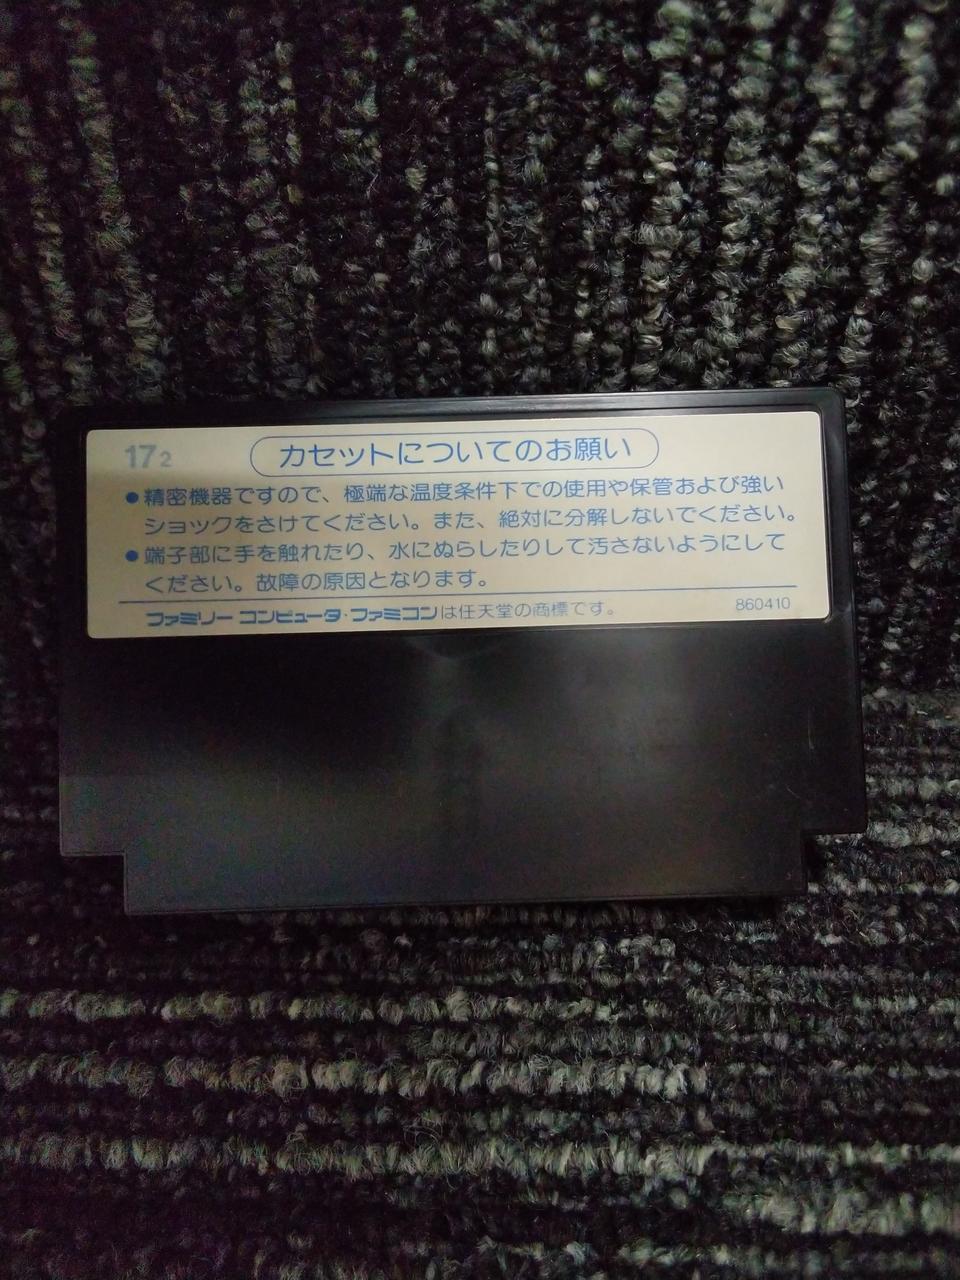 17 2
カセットについてのお願い
●精密機器ですので、極端な温度条件下での使用や保管および強い
ショックをさけてください。また、絶対に分解しないでください。
●端子部に手を触れたり、水にぬらしたりして汚さないようにして
ください。故障の原因となります。
ファミリー コンピュータ・ファミコンは任天堂の商標です。
860410